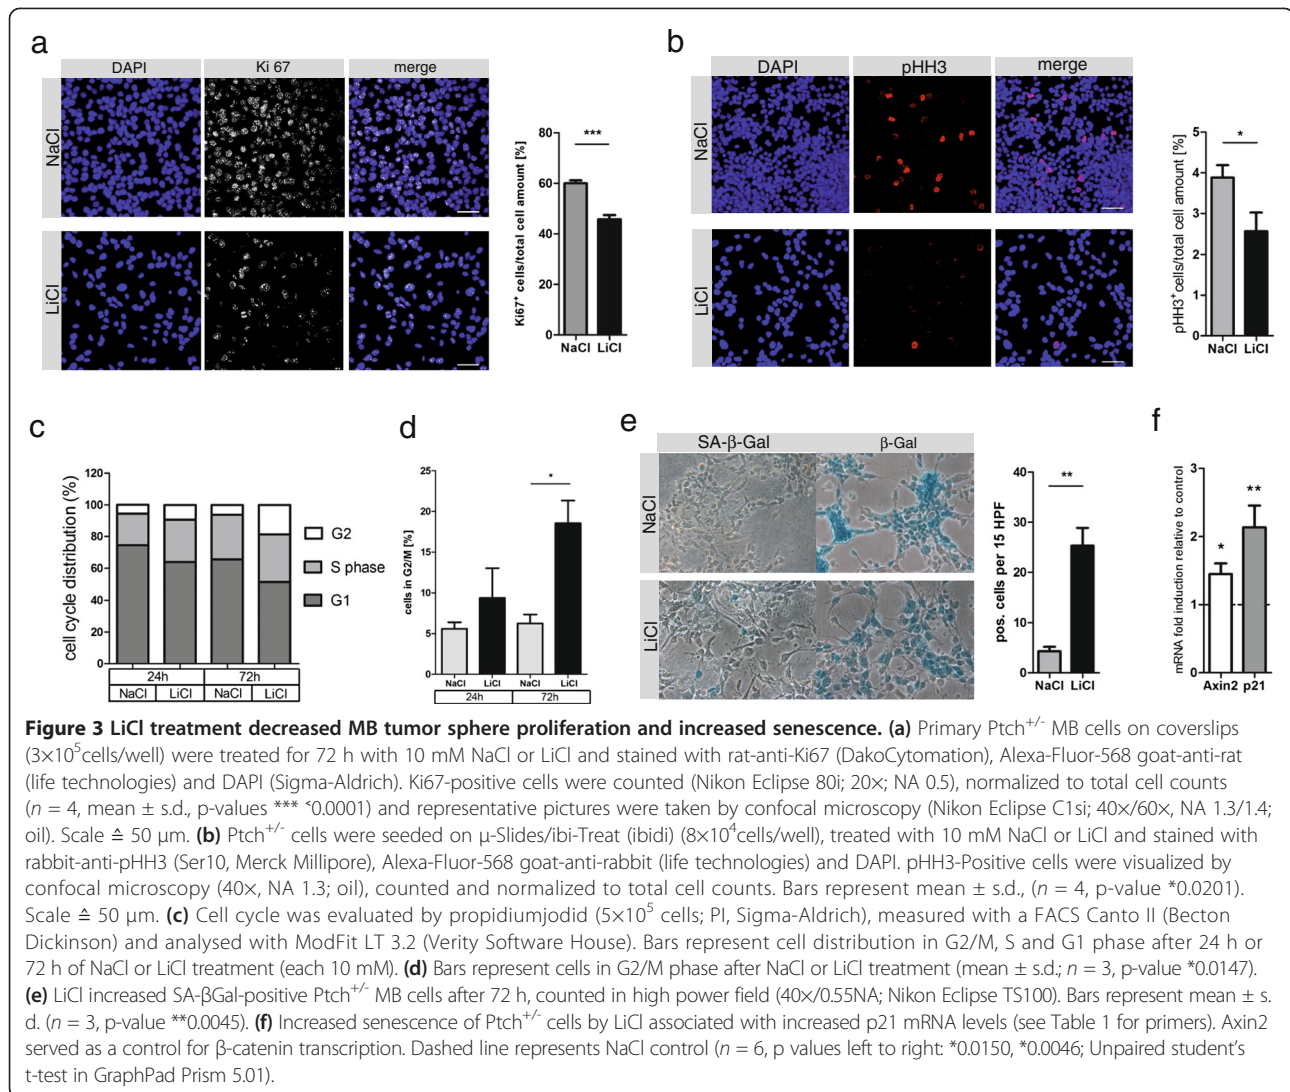 a
DAPI
Ki 67
merge
NaCl
LiCl
Ki67+ cells/total cell amount [%]
80
60
40
20
0
***
NaCl LiCl
b
DAPI
pHH3
merge
NaCl
LiCl
pHH3+ cells/total cell amount [%]
5
4
3
2
1
0
*
NaCl LiCl
c
cell cycle distribution (%)
120
100
80
60
40
20
0
G2
S phase
G1
24h 72h
NaCl LiCl NaCl LiCl
d
cells in G2/M [%]
25
20
15
10
5
0
*
NaCl LiCl NaCl LiCl
24h 72h
e
SA-β-Gal
β-Gal
NaCl
LiCl
pos. cells per 15 HPF
40
30
20
10
0
**
NaCl LiCl
f
mRNA fold induction relative to control
3
2
1
0
*
**
Axin2 p21
Figure 3 LiCl treatment decreased MB tumor sphere proliferation and increased senescence. (a) Primary Ptch+/- MB cells on coverslips
(3×10⁵cells/well) were treated for 72 h with 10 mM NaCl or LiCl and stained with rat-anti-Ki67 (DakoCytomation), Alexa-Fluor-568 goat-anti-rat
(life technologies) and DAPI (Sigma-Aldrich). Ki67-positive cells were counted (Nikon Eclipse 80i; 20×; NA 0.5), normalized to total cell counts
(n = 4, mean ± s.d., p-values *** <0.0001) and representative pictures were taken by confocal microscopy (Nikon Eclipse C1si; 40×/60×, NA 1.3/1.4;
oil). Scale ≙ 50 μm. (b) Ptch+/- cells were seeded on μ-Slides/ibi-Treat (ibidi) (8×10⁴cells/well), treated with 10 mM NaCl or LiCl and stained with
rabbit-anti-pHH3 (Ser10, Merck Millipore), Alexa-Fluor-568 goat-anti-rabbit (life technologies) and DAPI. pHH3-Positive cells were visualized by
confocal microscopy (40×, NA 1.3; oil), counted and normalized to total cell counts. Bars represent mean ± s.d., (n = 4, p-value *0.0201).
Scale ≙ 50 μm. (c) Cell cycle was evaluated by propidiumjodid (5×10⁵ cells; PI, Sigma-Aldrich), measured with a FACS Canto II (Becton
Dickinson) and analysed with ModFit LT 3.2 (Verity Software House). Bars represent cell distribution in G2/M, S and G1 phase after 24 h or
72 h of NaCl or LiCl treatment (each 10 mM). (d) Bars represent cells in G2/M phase after NaCl or LiCl treatment (mean ± s.d.; n = 3, p-value *0.0147).
(e) LiCl increased SA-βGal-positive Ptch+/- MB cells after 72 h, counted in high power field (40×/0.55NA; Nikon Eclipse TS100). Bars represent mean ± s.
d. (n = 3, p-value **0.0045). (f) Increased senescence of Ptch+/- cells by LiCl associated with increased p21 mRNA levels (see Table 1 for primers). Axin2
served as a control for β-catenin transcription. Dashed line represents NaCl control (n = 6, p values left to right: *0.0150, *0.0046; Unpaired student's
t-test in GraphPad Prism 5.01).